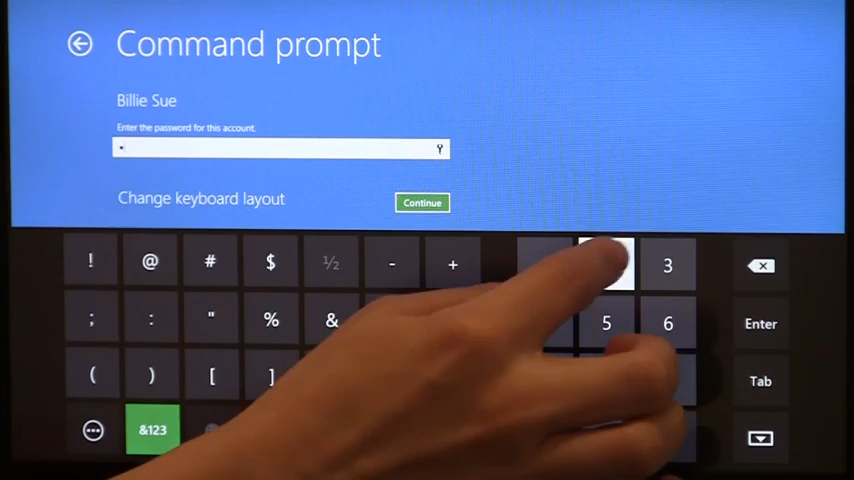 Command prompt
Billie Sue
Enter the password for this account.
Change keyboard layout
Continue
! @ # $ ½ - + 3
; : " % & 5 6 Enter
( ) [ ] Tab
&123